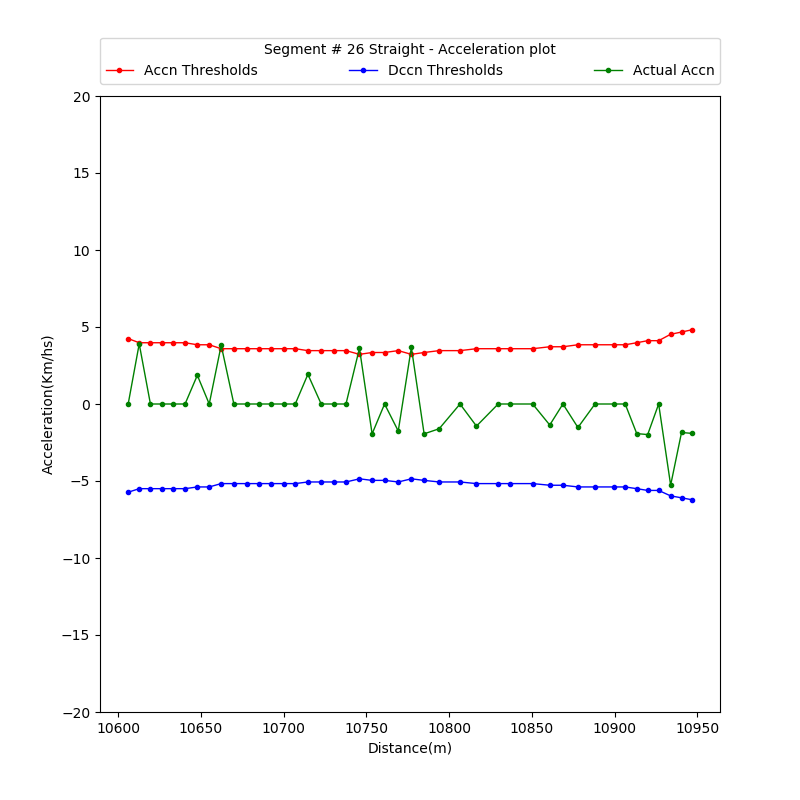 Segment # 26 Straight - Acceleration plot
Accn Thresholds Dccn Thresholds Actual Accn
20
15
10
5
0
−5
−10
−15
−20
Acceleration(Km/hs)
10600 10650 10700 10750 10800 10850 10900 10950
Distance(m)